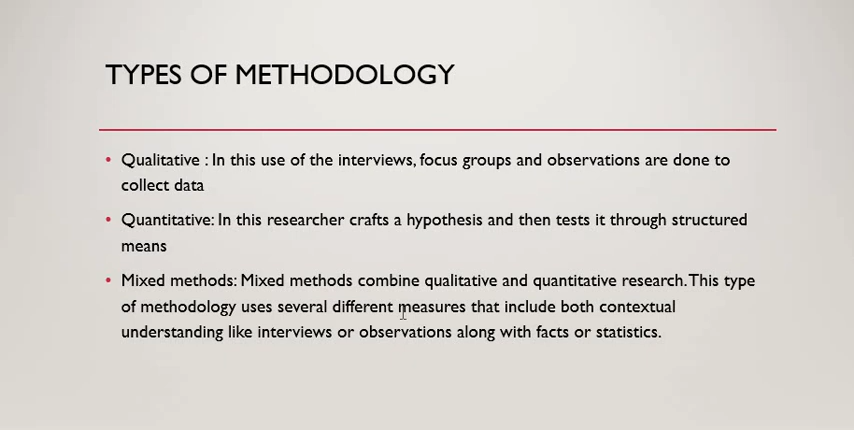 TYPES OF METHODOLOGY
• Qualitative : In this use of the interviews, focus groups and observations are done to
collect data
• Quantitative: In this researcher crafts a hypothesis and then tests it through structured
means
• Mixed methods: Mixed methods combine qualitative and quantitative research. This type
of methodology uses several different measures that include both contextual
understanding like interviews or observations along with facts or statistics.